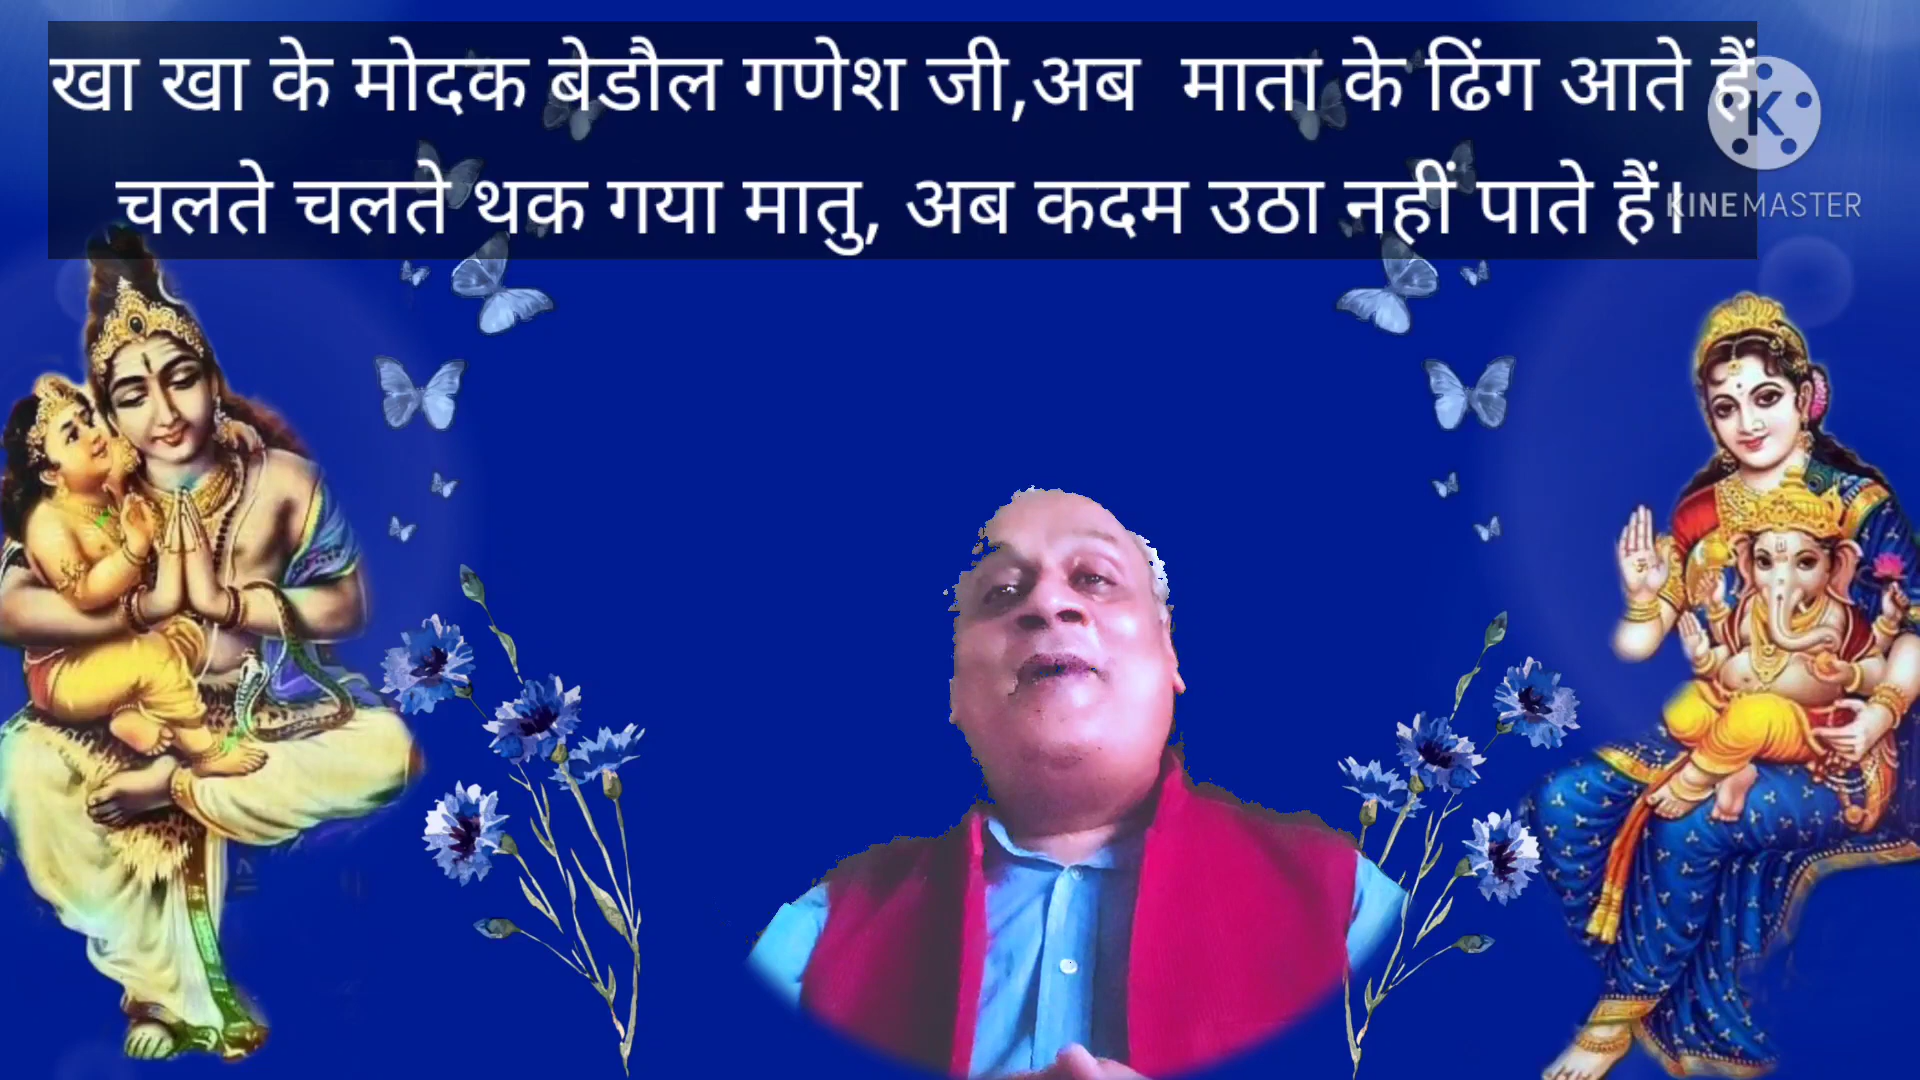 खा खा के मोदक बेडौल गणेश जी,अब माता के ढिंग आते हैं
चलते चलते थक गया मातु, अब कदम उठा नहीं पाते हैं।
K
KINEMASTER